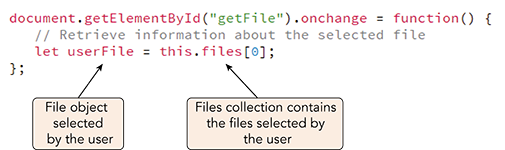 document.getElementById("getFile").onchange = function() {
// Retrieve information about the selected file
let userFile = this.files[0];
};
File object
selected
by the user
Files collection contains
the files selected by
the user